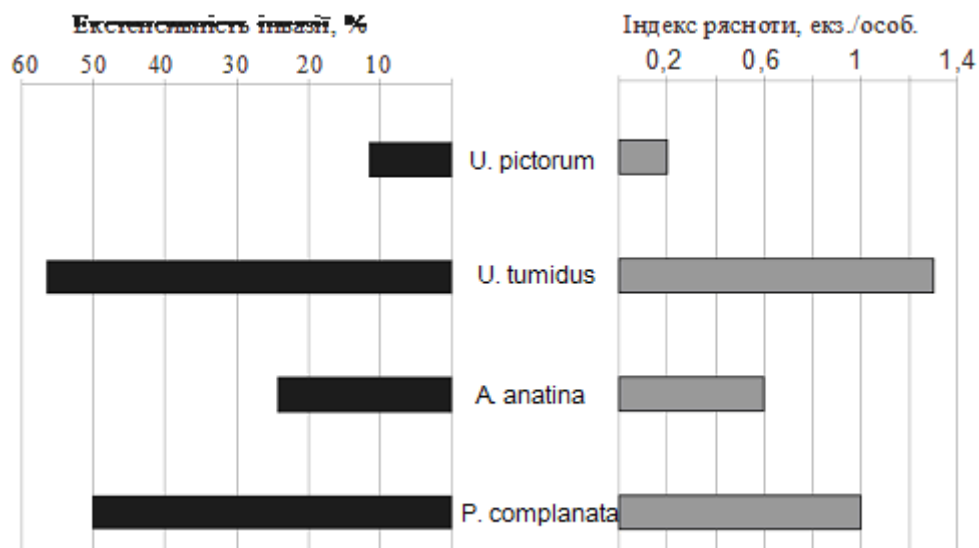 Екстенсивність інвазії, %
Індекс рясноти, екз./особ.
60 50 40 30 20 10
0,2 0,6 1 1,4
U. pictorum
U. tumidus
A. anatina
P. complanata